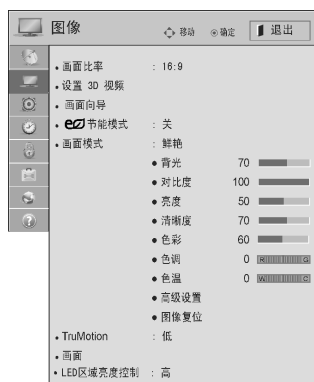 图像 移动 确定 退出
画面比率 : 16:9
设置 3D 视频
画面向导
节能模式 : 关
画面模式 : 鲜艳
背光 70
对比度 100
亮度 50
清晰度 70
色彩 60
色调 0 R G
色温 0 W C
高级设置
图像复位
TruMotion : 低
画面
LED区域亮度控制 : 高